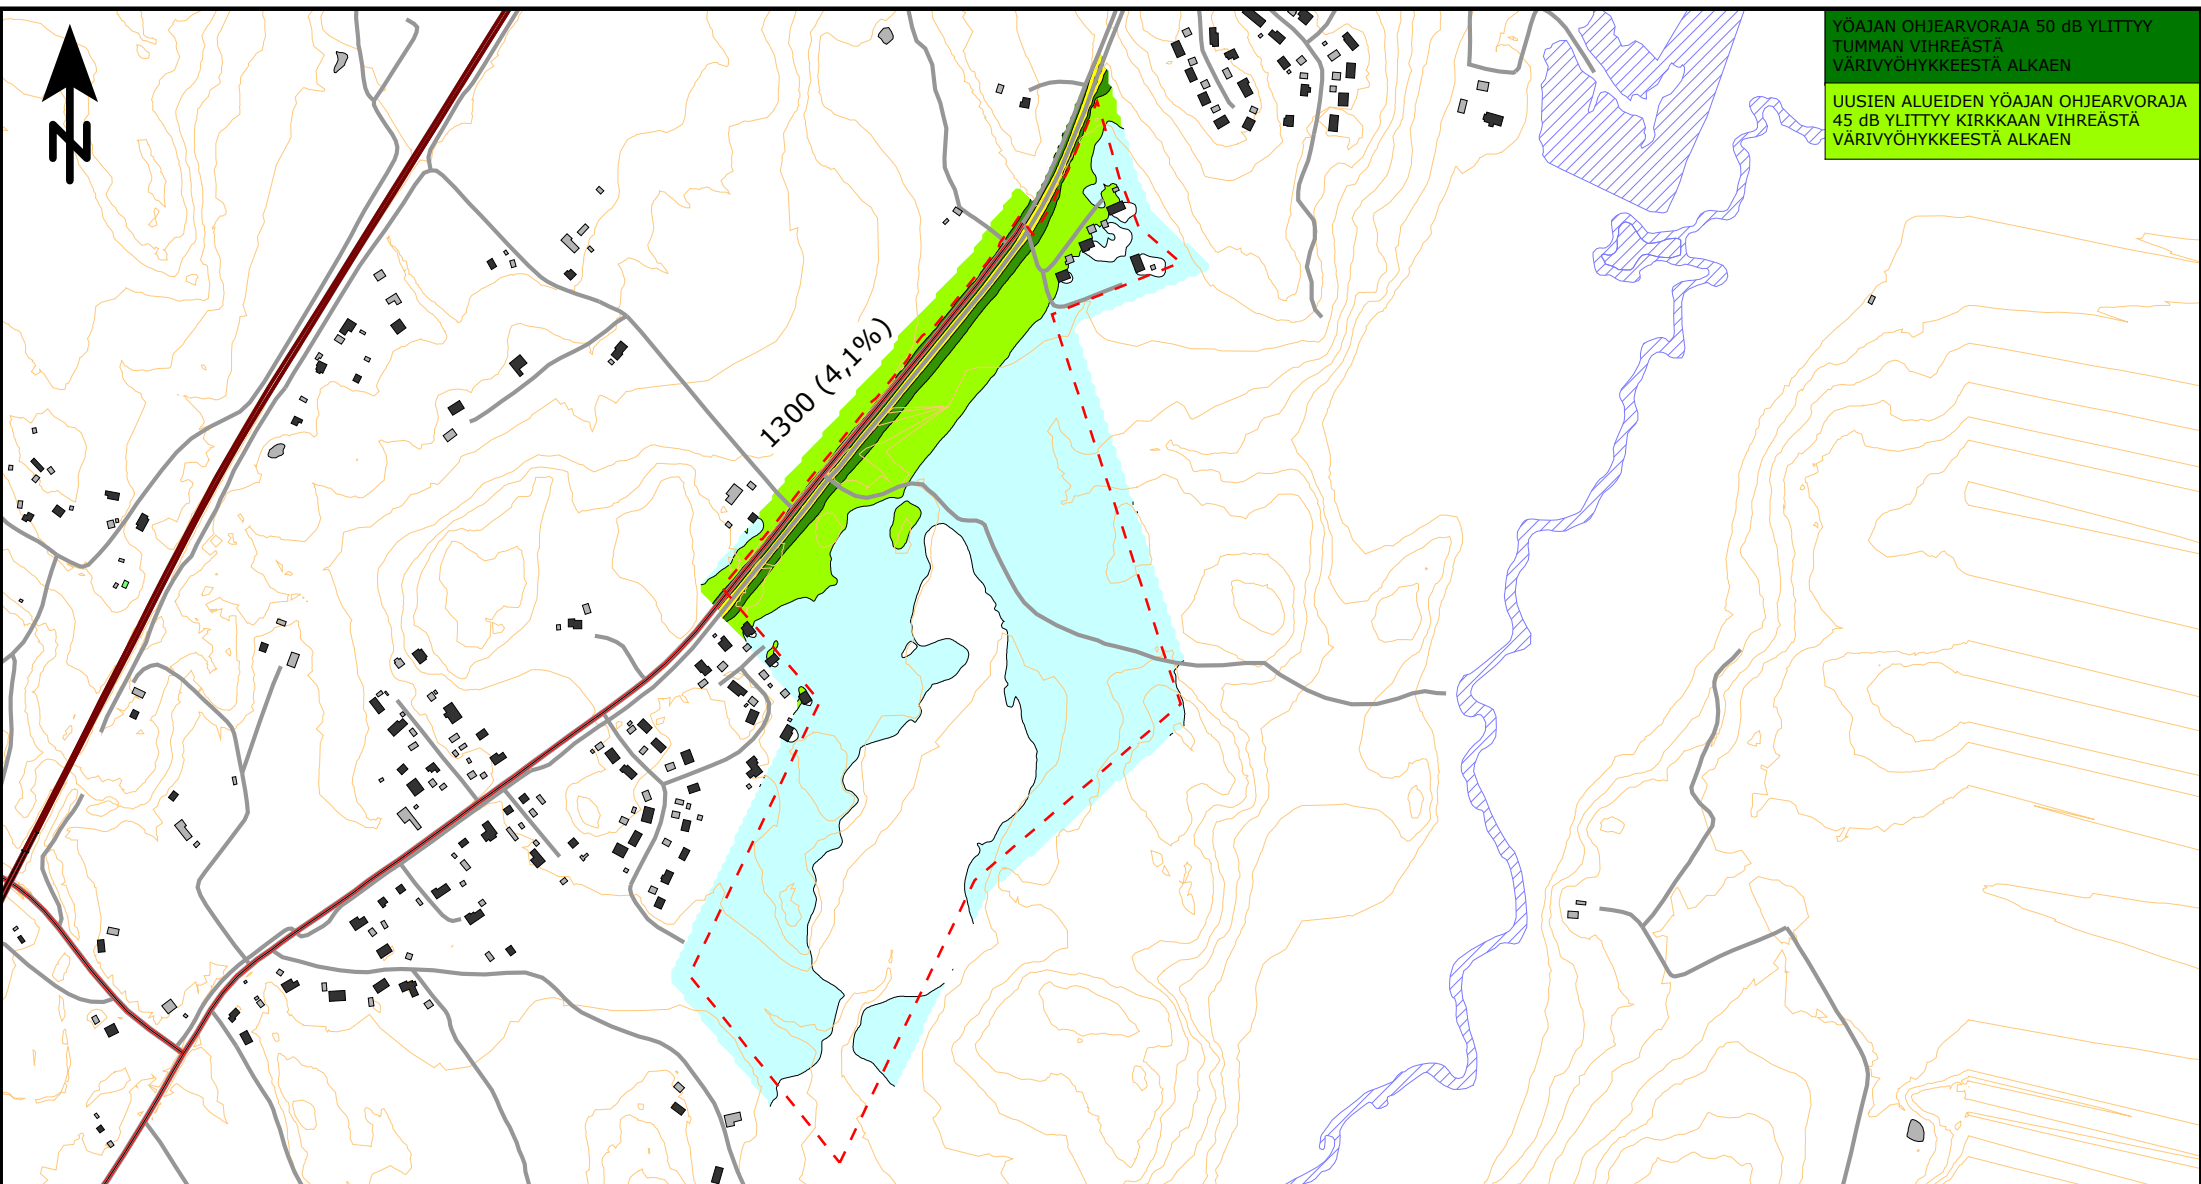 YÖAJAN OHJEARVORAJA 50 dB YLITTYY
TUMMAN VIHREÄSTÄ
VÄRIVYÖHYKKEESTÄ ALKAEN
UUSIEN ALUEIDEN YÖAJAN OHJEARVORAJA
45 dB YLITTYY KIRKKAAN VIHREÄSTÄ
VÄRIVYÖHYKKEESTÄ ALKAEN
N
1300 (4,1%)